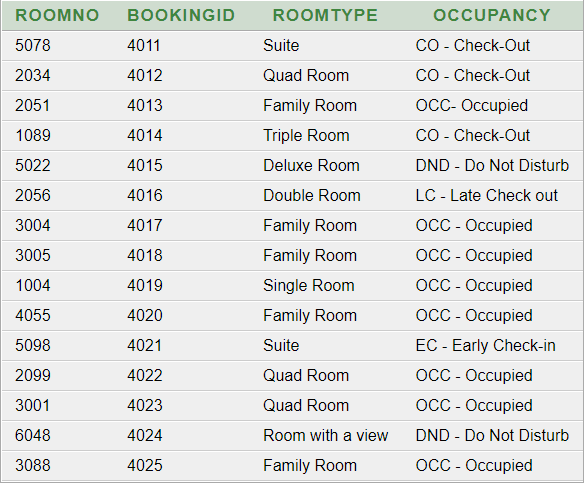 ROOMNO BOOKINGID ROOMTYPE OCCUPANCY
5078 4011 Suite CO - Check-Out
2034 4012 Quad Room CO - Check-Out
2051 4013 Family Room OCC- Occupied
1089 4014 Triple Room CO - Check-Out
5022 4015 Deluxe Room DND - Do Not Disturb
2056 4016 Double Room LC - Late Check out
3004 4017 Family Room OCC - Occupied
3005 4018 Family Room OCC - Occupied
1004 4019 Single Room OCC - Occupied
4055 4020 Family Room OCC - Occupied
5098 4021 Suite EC - Early Check-in
2099 4022 Quad Room OCC - Occupied
3001 4023 Quad Room OCC - Occupied
6048 4024 Room with a view DND - Do Not Disturb
3088 4025 Family Room OCC - Occupied